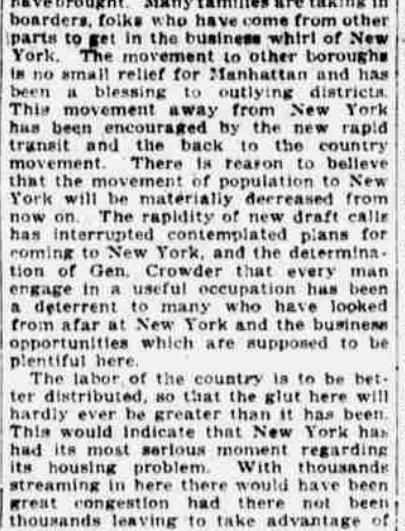 have brought. Many families are taking in
boarders, folks who have come from other
parts to get in the business whirl of New
York. The movement to other boroughs
is no small relief for Manhattan and has
been a blessing to outlying districts.
This movement away from New York
has been encouraged by the new rapid
transit and the back to the country
movement. There is reason to believe
that the movement of population to New
York will be materially decreased from
now on. The rapidity of new draft calls
has interrupted contemplated plans for
coming to New York, and the determina-
tion of Gen. Crowder that every man
engage in a useful occupation has been
a deterrent to many who have looked
from afar at New York and the business
opportunities which are supposed to be
plentiful here.
The labor of the country is to be bet-
ter distributed, so that the glut here will
hardly ever be greater than it has been.
This would indicate that New York has
had its most serious moment regarding
its housing problem. With thousands
streaming in here there would have been
great congestion had there not been
thousands leaving to take advantage of